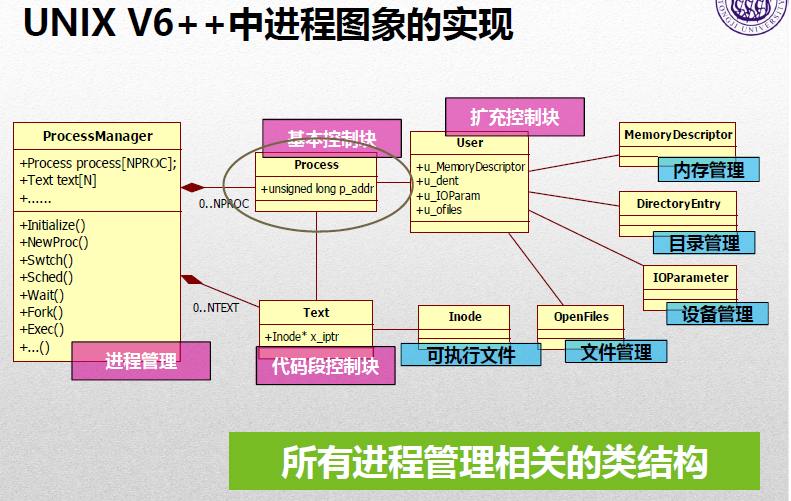 UNIX V6++中进程图象的实现
TONGJI UNIVERSITY
ProcessManager
+Process process[NPROC];
+Text text[N]
+......
+Initialize()
+NewProc()
+Swtch()
+Sched()
+Wait()
+Fork()
+Exec()
+...()
进程管理
0..NPROC
0..NTEXT
基本控制块
Process
+unsigned long p_addr
扩充控制块
User
+u_MemoryDescriptor
+u_dent
+u_IOParam
+u_ofiles
MemoryDescriptor
内存管理
DirectoryEntry
目录管理
IOParameter
设备管理
Text
+Inode* x_iptr
代码段控制块
Inode
可执行文件
OpenFiles
文件管理
所有进程管理相关的类结构